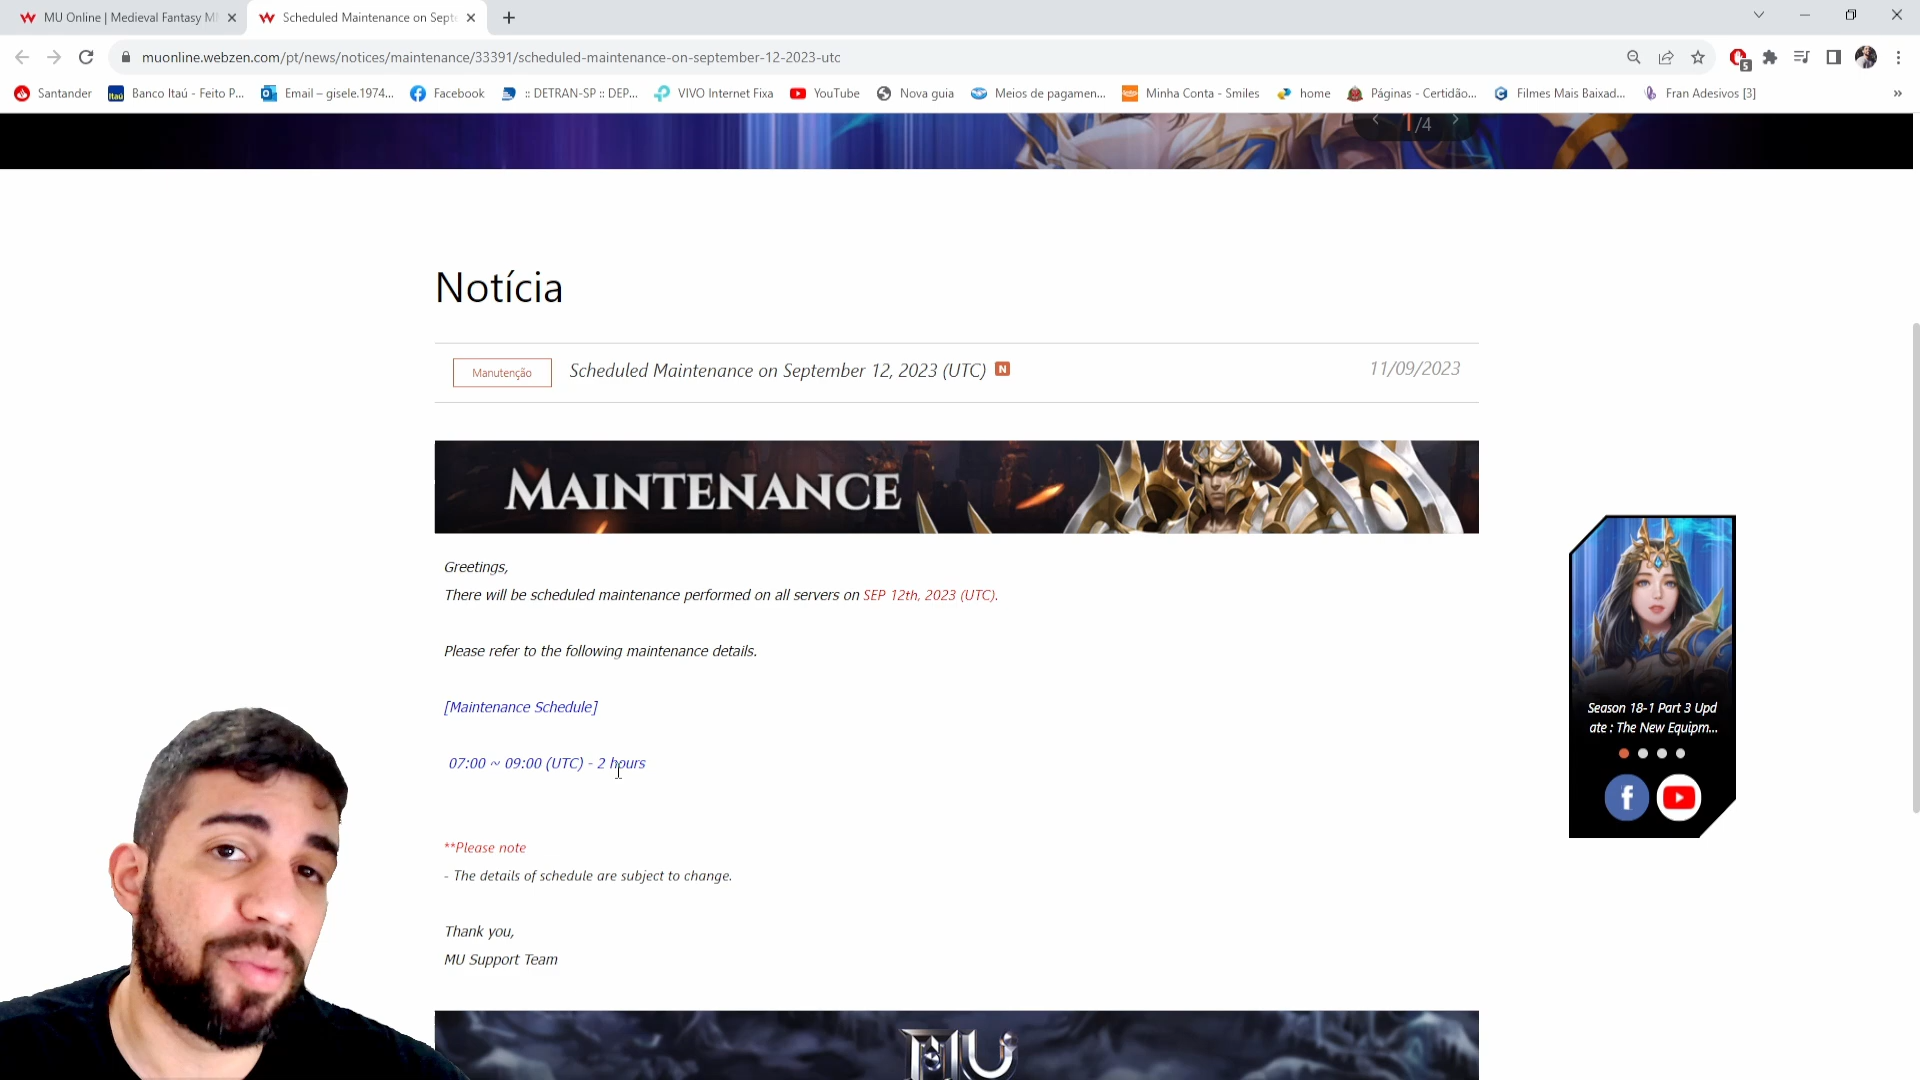 MU Online | Medieval Fantasy M
Scheduled Maintenance on Sept
muonline.webzen.com/pt/news/notices/maintenance/33391/scheduled-maintenance-on-september-12-2023-utc
5
Santander
Banco Itaú - Feito P...
Email – gisele.1974...
Facebook
:: DETRAN-SP :: DEP...
VIVO Internet Fixa
YouTube
Nova guia
Meios de pagamen...
Minha Conta - Smiles
home
Páginas - Certidão...
Filmes Mais Baixad...
Fran Adesivos [3]
»
1/4
Notícia
Manutenção
Scheduled Maintenance on September 12, 2023 (UTC) N
11/09/2023
MAINTENANCE
Greetings,
There will be scheduled maintenance performed on all servers on SEP 12th, 2023 (UTC).
Please refer to the following maintenance details.
[Maintenance Schedule]
07:00 ~ 09:00 (UTC) - 2 hours
**Please note
- The details of schedule are subject to change.
Thank you,
MU Support Team
Season 18-1 Part 3 Upd
ate : The New Equipm...
MU